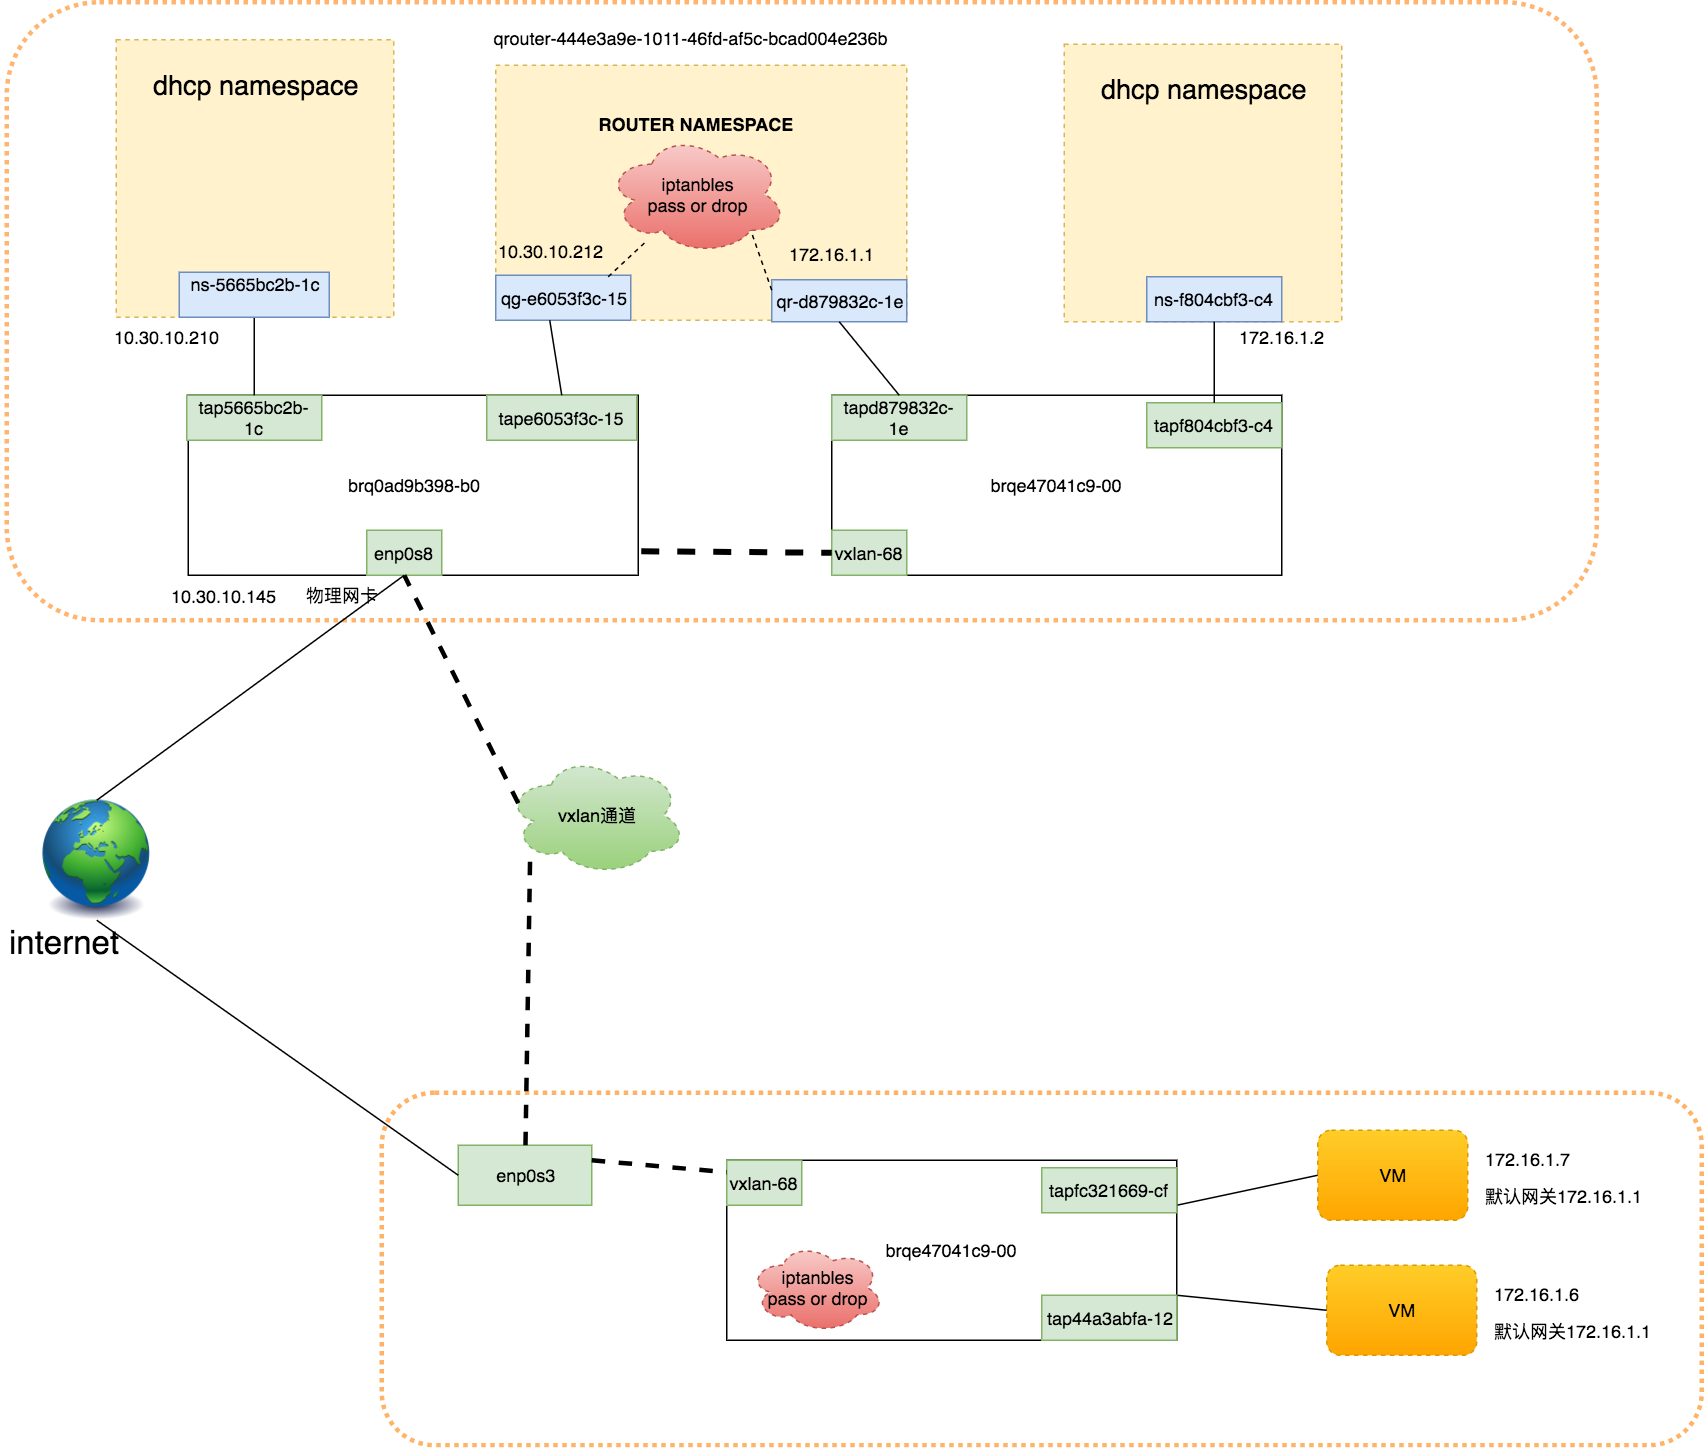 qrouter-444e3a9e-1011-46fd-af5c-bcad004e236b
dhcp namespace
dhcp namespace
ROUTER NAMESPACE
iptanbles
pass or drop
10.30.10.212
172.16.1.1
ns-5665bc2b-1c
qg-e6053f3c-15
qr-d879832c-1e
ns-f804cbf3-c4
10.30.10.210
172.16.1.2
tap5665bc2b-
1c
tape6053f3c-15
tapd879832c-
1e
tapf804cbf3-c4
brq0ad9b398-b0
brqe47041c9-00
enp0s8
vxlan-68
10.30.10.145
物理网卡
vxlan通道
internet
enp0s3
vxlan-68
tapfc321669-cf
VM
172.16.1.7
默认网关172.16.1.1
brqe47041c9-00
iptanbles
pass or drop
tap44a3abfa-12
VM
172.16.1.6
默认网关172.16.1.1